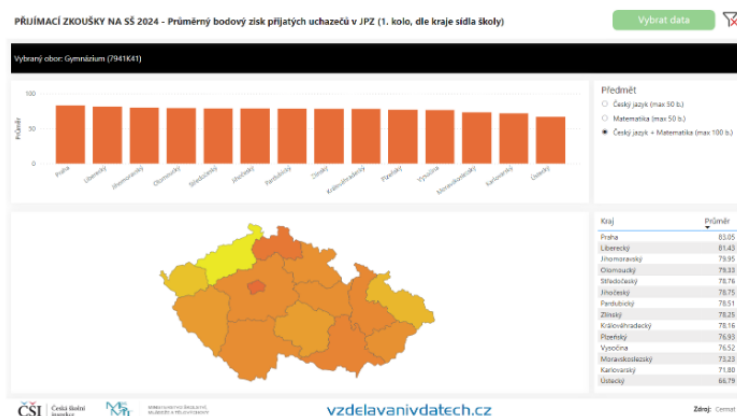 PŘIJÍMACÍ ZKOUŠKY NA SŠ 2024 - Průměrný bodový zisk přijatých uchazečů v JPZ (1. kolo, dle kraje sídla školy)
Vybrat data
Vybraný obor: Gymnázium (7941K41)
Průměr
100
50
0
Praha
Liberecký
Jihomoravský
Olomoucký
Středočeský
Jihočeský
Pardubický
Zlínský
Královéhradecký
Plzeňský
Vysočina
Moravskoslezský
Karlovarský
Ústecký
Předmět
Český jazyk (max 50 b.)
Matematika (max 50 b.)
Český jazyk + Matematika (max 100 b.)
Kraj Průměr
Praha 83.05
Liberecký 81.43
Jihomoravský 79.95
Olomoucký 79.33
Středočeský 78.76
Jihočeský 78.75
Pardubický 78.51
Zlínský 78.25
Královéhradecký 78.16
Plzeňský 76.93
Vysočina 76.52
Moravskoslezský 73.23
Karlovarský 71.80
Ústecký 66.79
ČŠI Česká školní inspekce
MINISTERSTVO ŠKOLSTVÍ,
MLÁDEŽE A TĚLOVÝCHOVY
vzdelavanivdatech.cz
Zdroj: Cermat